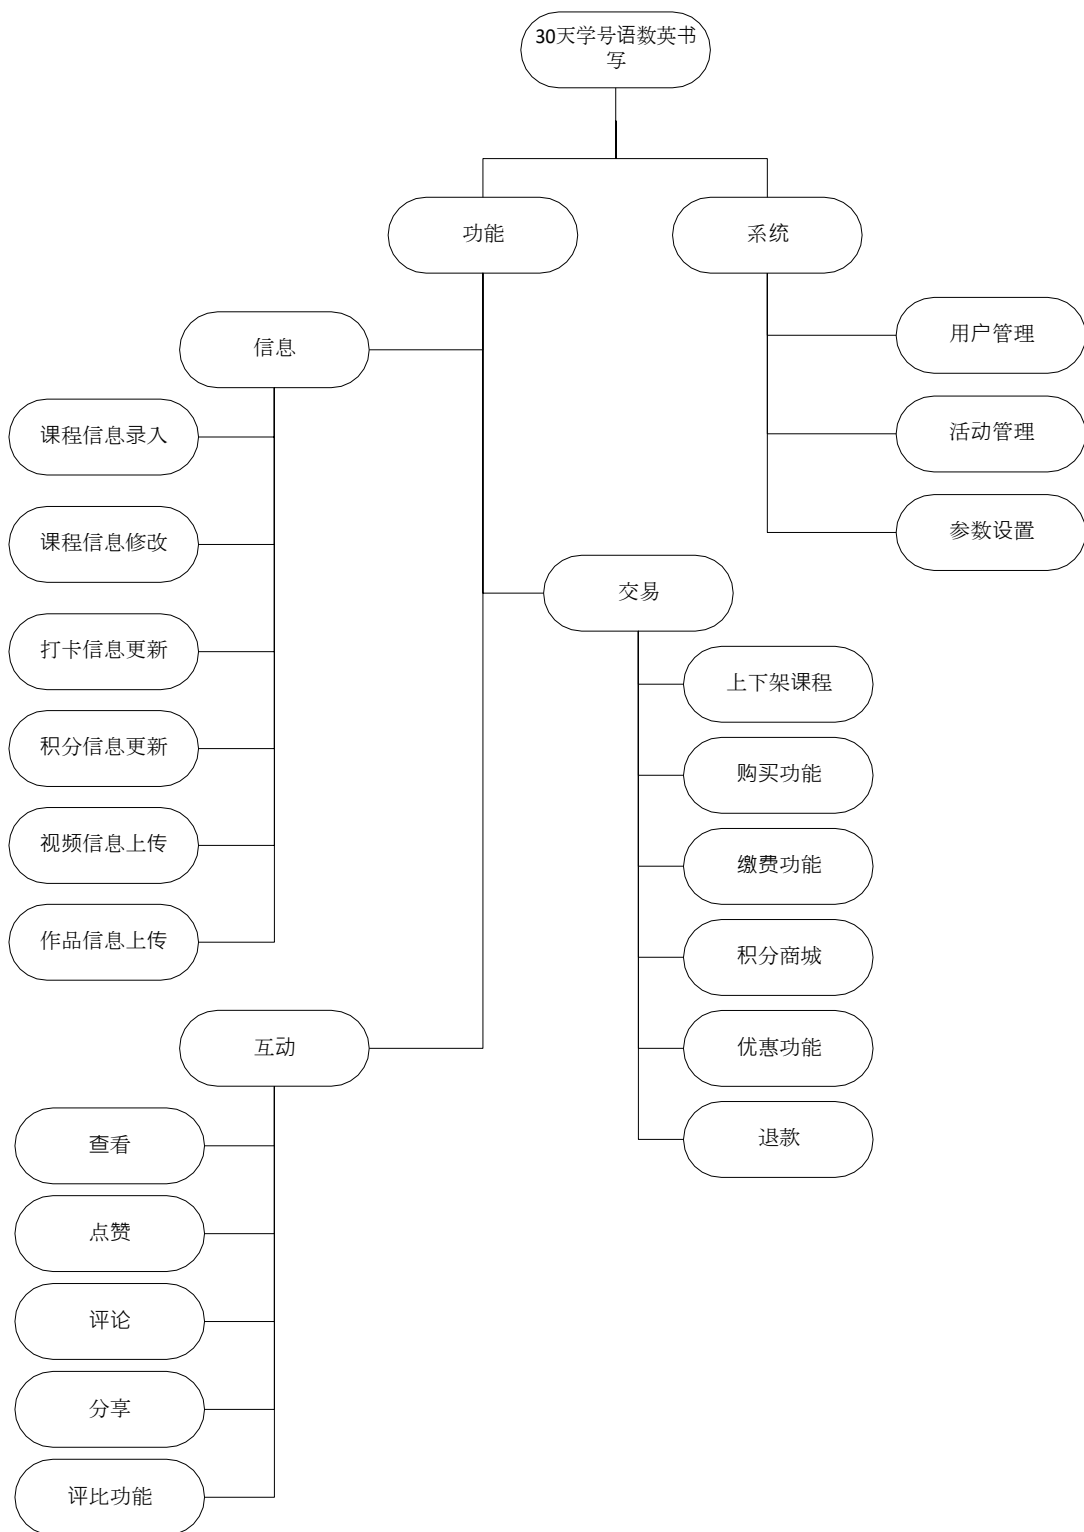 30天学号语数英书
写
功能
系统
信息
用户管理
课程信息录入
活动管理
课程信息修改
参数设置
交易
打卡信息更新
上下架课程
积分信息更新
购买功能
视频信息上传
缴费功能
作品信息上传
积分商城
互动
优惠功能
查看
退款
点赞
评论
分享
评比功能